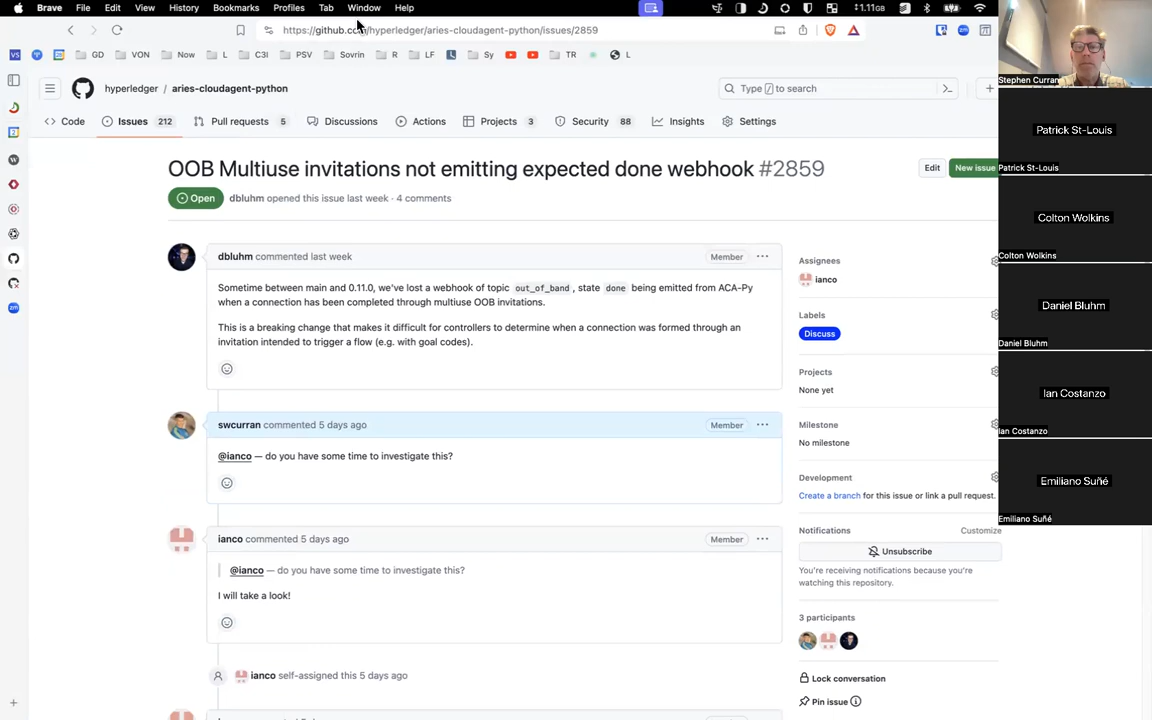 Brave File Edit View History Bookmarks Profiles Tab Window Help
1.11GB
https://github.com/hyperledger/aries-cloudagent-python/issues/2859
GD VON Now L C3I PSV Sovrin R LF Sy TR L
hyperledger / aries-cloudagent-python
Type / to search
Code Issues 212 Pull requests 5 Discussions Actions Projects 3 Security 88 Insights Settings
OOB Multiuse invitations not emitting expected done webhook #2859
Edit New issue
Open dbluhm opened this issue last week · 4 comments
dbluhm commented last week Member
Sometime between main and 0.11.0, we've lost a webhook of topic out_of_band, state done being emitted from ACA-Py
when a connection has been completed through multiuse OOB invitations.
This is a breaking change that makes it difficult for controllers to determine when a connection was formed through an
invitation intended to trigger a flow (e.g. with goal codes).
swcurran commented 5 days ago Member
@ianco — do you have some time to investigate this?
ianco commented 5 days ago Member
@ianco — do you have some time to investigate this?
I will take a look!
ianco self-assigned this 5 days ago
Assignees
ianco
Labels
Discuss
Projects
None yet
Milestone
No milestone
Development
Create a branch for this issue or link a pull request.
Notifications Customize
Unsubscribe
You're receiving notifications because you're
watching this repository.
3 participants
Lock conversation
Pin issue
Stephen Curran
Patrick St-Louis
Patrick St-Louis
Colton Wolkins
Colton Wolkins
Daniel Bluhm
Daniel Bluhm
Ian Costanzo
Ian Costanzo
Emiliano Suñé
Emiliano Suñé